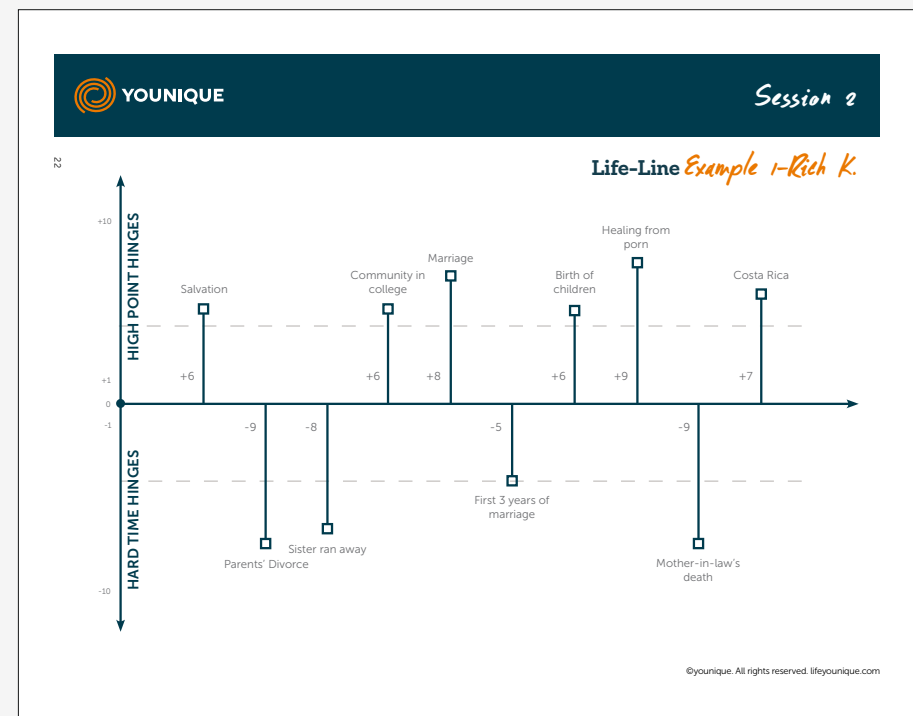 YOUNIQUE
Session 2
22
Life-Line Example 1-Rich K.
HIGH POINT HINGES
HARD TIME HINGES
+10
+1
0
-1
-10
Salvation
+6
Parents' Divorce
-9
Sister ran away
-8
Community in
college
+6
Marriage
+8
First 3 years of
marriage
-5
Birth of
children
+6
Healing from
porn
+9
Mother-in-law's
death
-9
Costa Rica
+7
©younique. All rights reserved. lifeyounique.com